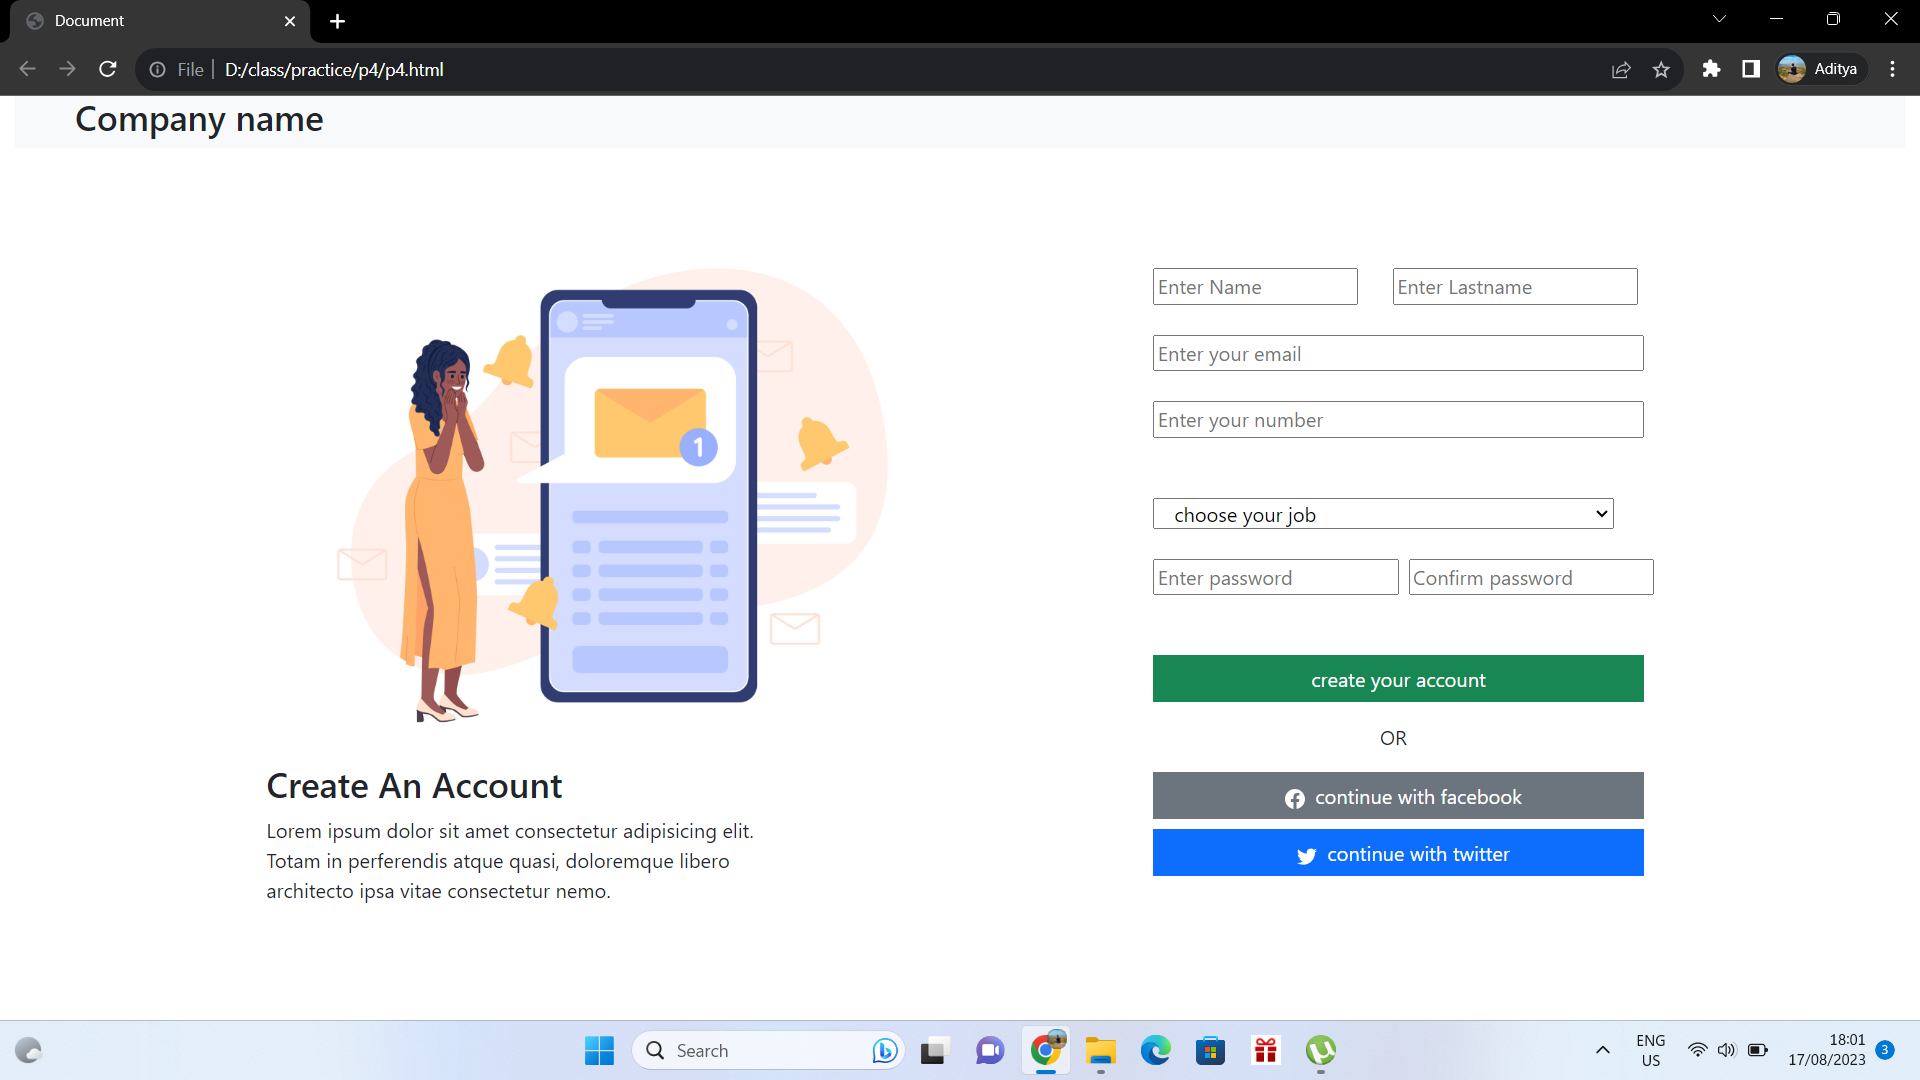 Document
File
D:/class/practice/p4/p4.html
Aditya
Company name
Enter Name
Enter Lastname
Enter your email
Enter your number
choose your job
Enter password
Confirm password
create your account
OR
continue with facebook
continue with twitter
1
Create An Account
Lorem ipsum dolor sit amet consectetur adipisicing elit.
Totam in perferendis atque quasi, doloremque libero
architecto ipsa vitae consectetur nemo.
Search
ENG
US
18:01
17/08/2023
3